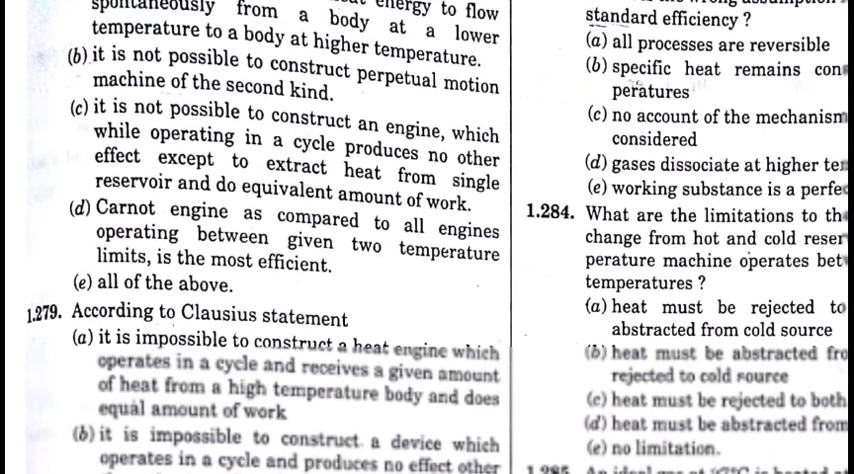 spontaneously from a body at a lower
energy to flow
temperature to a body at higher temperature.
(b) it is not possible to construct perpetual motion
machine of the second kind.
(c) it is not possible to construct an engine, which
while operating in a cycle produces no other
effect except to extract heat from single
reservoir and do equivalent amount of work.
(d) Carnot engine as compared to all engines
operating between given two temperature
limits, is the most efficient.
(e) all of the above.
1.279. According to Clausius statement
(a) it is impossible to construct a heat engine which
operates in a cycle and receives a given amount
of heat from a high temperature body and does
equal amount of work
(b) it is impossible to construct a device which
operates in a cycle and produces no effect other
standard efficiency ?
(a) all processes are reversible
(b) specific heat remains
peratures
(c) no account of the mechanism
considered
(d) gases dissociate at higher
(e) working substance is a
1.284. What are the limitations to
change from hot and cold
perature machine operates
temperatures ?
(a) heat must be rejected to
abstracted from cold source
(b) heat must be abstracted
rejected to cold source
(c) heat must be rejected to both
(d) heat must be abstracted from
(e) no limitation.